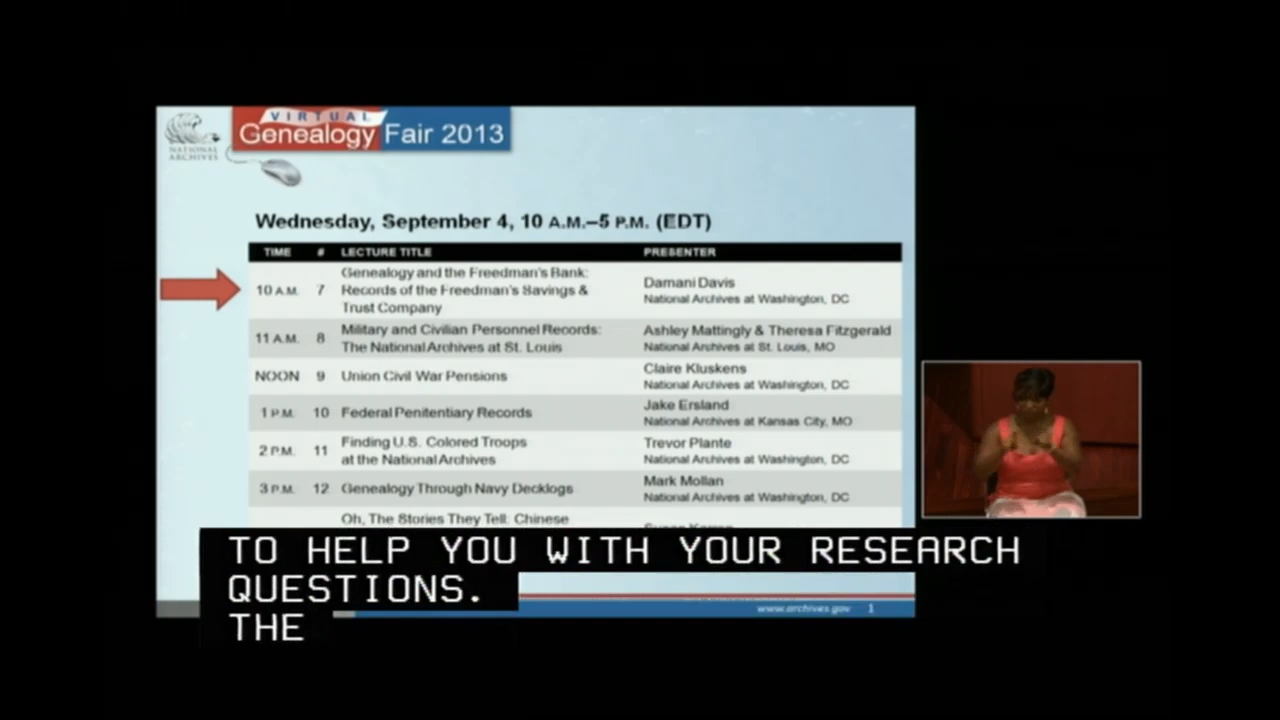 VIRTUAL
Genealogy Fair 2013
NATIONAL
ARCHIVES
Wednesday, September 4, 10 A.M.–5 P.M. (EDT)
TIME # LECTURE TITLE PRESENTER
10 A.M. 7 Genealogy and the Freedman's Bank:
Records of the Freedman's Savings &
Trust Company
Damani Davis
National Archives at Washington, DC
11 A.M. 8 Military and Civilian Personnel Records:
The National Archives at St. Louis
Ashley Mattingly & Theresa Fitzgerald
National Archives at St. Louis, MO
NOON 9 Union Civil War Pensions
Claire Kluskens
National Archives at Washington, DC
1 P.M. 10 Federal Penitentiary Records
Jake Ersland
National Archives at Kansas City, MO
2 P.M. 11 Finding U.S. Colored Troops
at the National Archives
Trevor Plante
National Archives at Washington, DC
3 P.M. 12 Genealogy Through Navy Decklogs
Mark Mollan
National Archives at Washington, DC
Oh, The Stories They Tell: Chinese
TO HELP YOU WITH YOUR RESEARCH
QUESTIONS.
THE
www.archives.gov 1